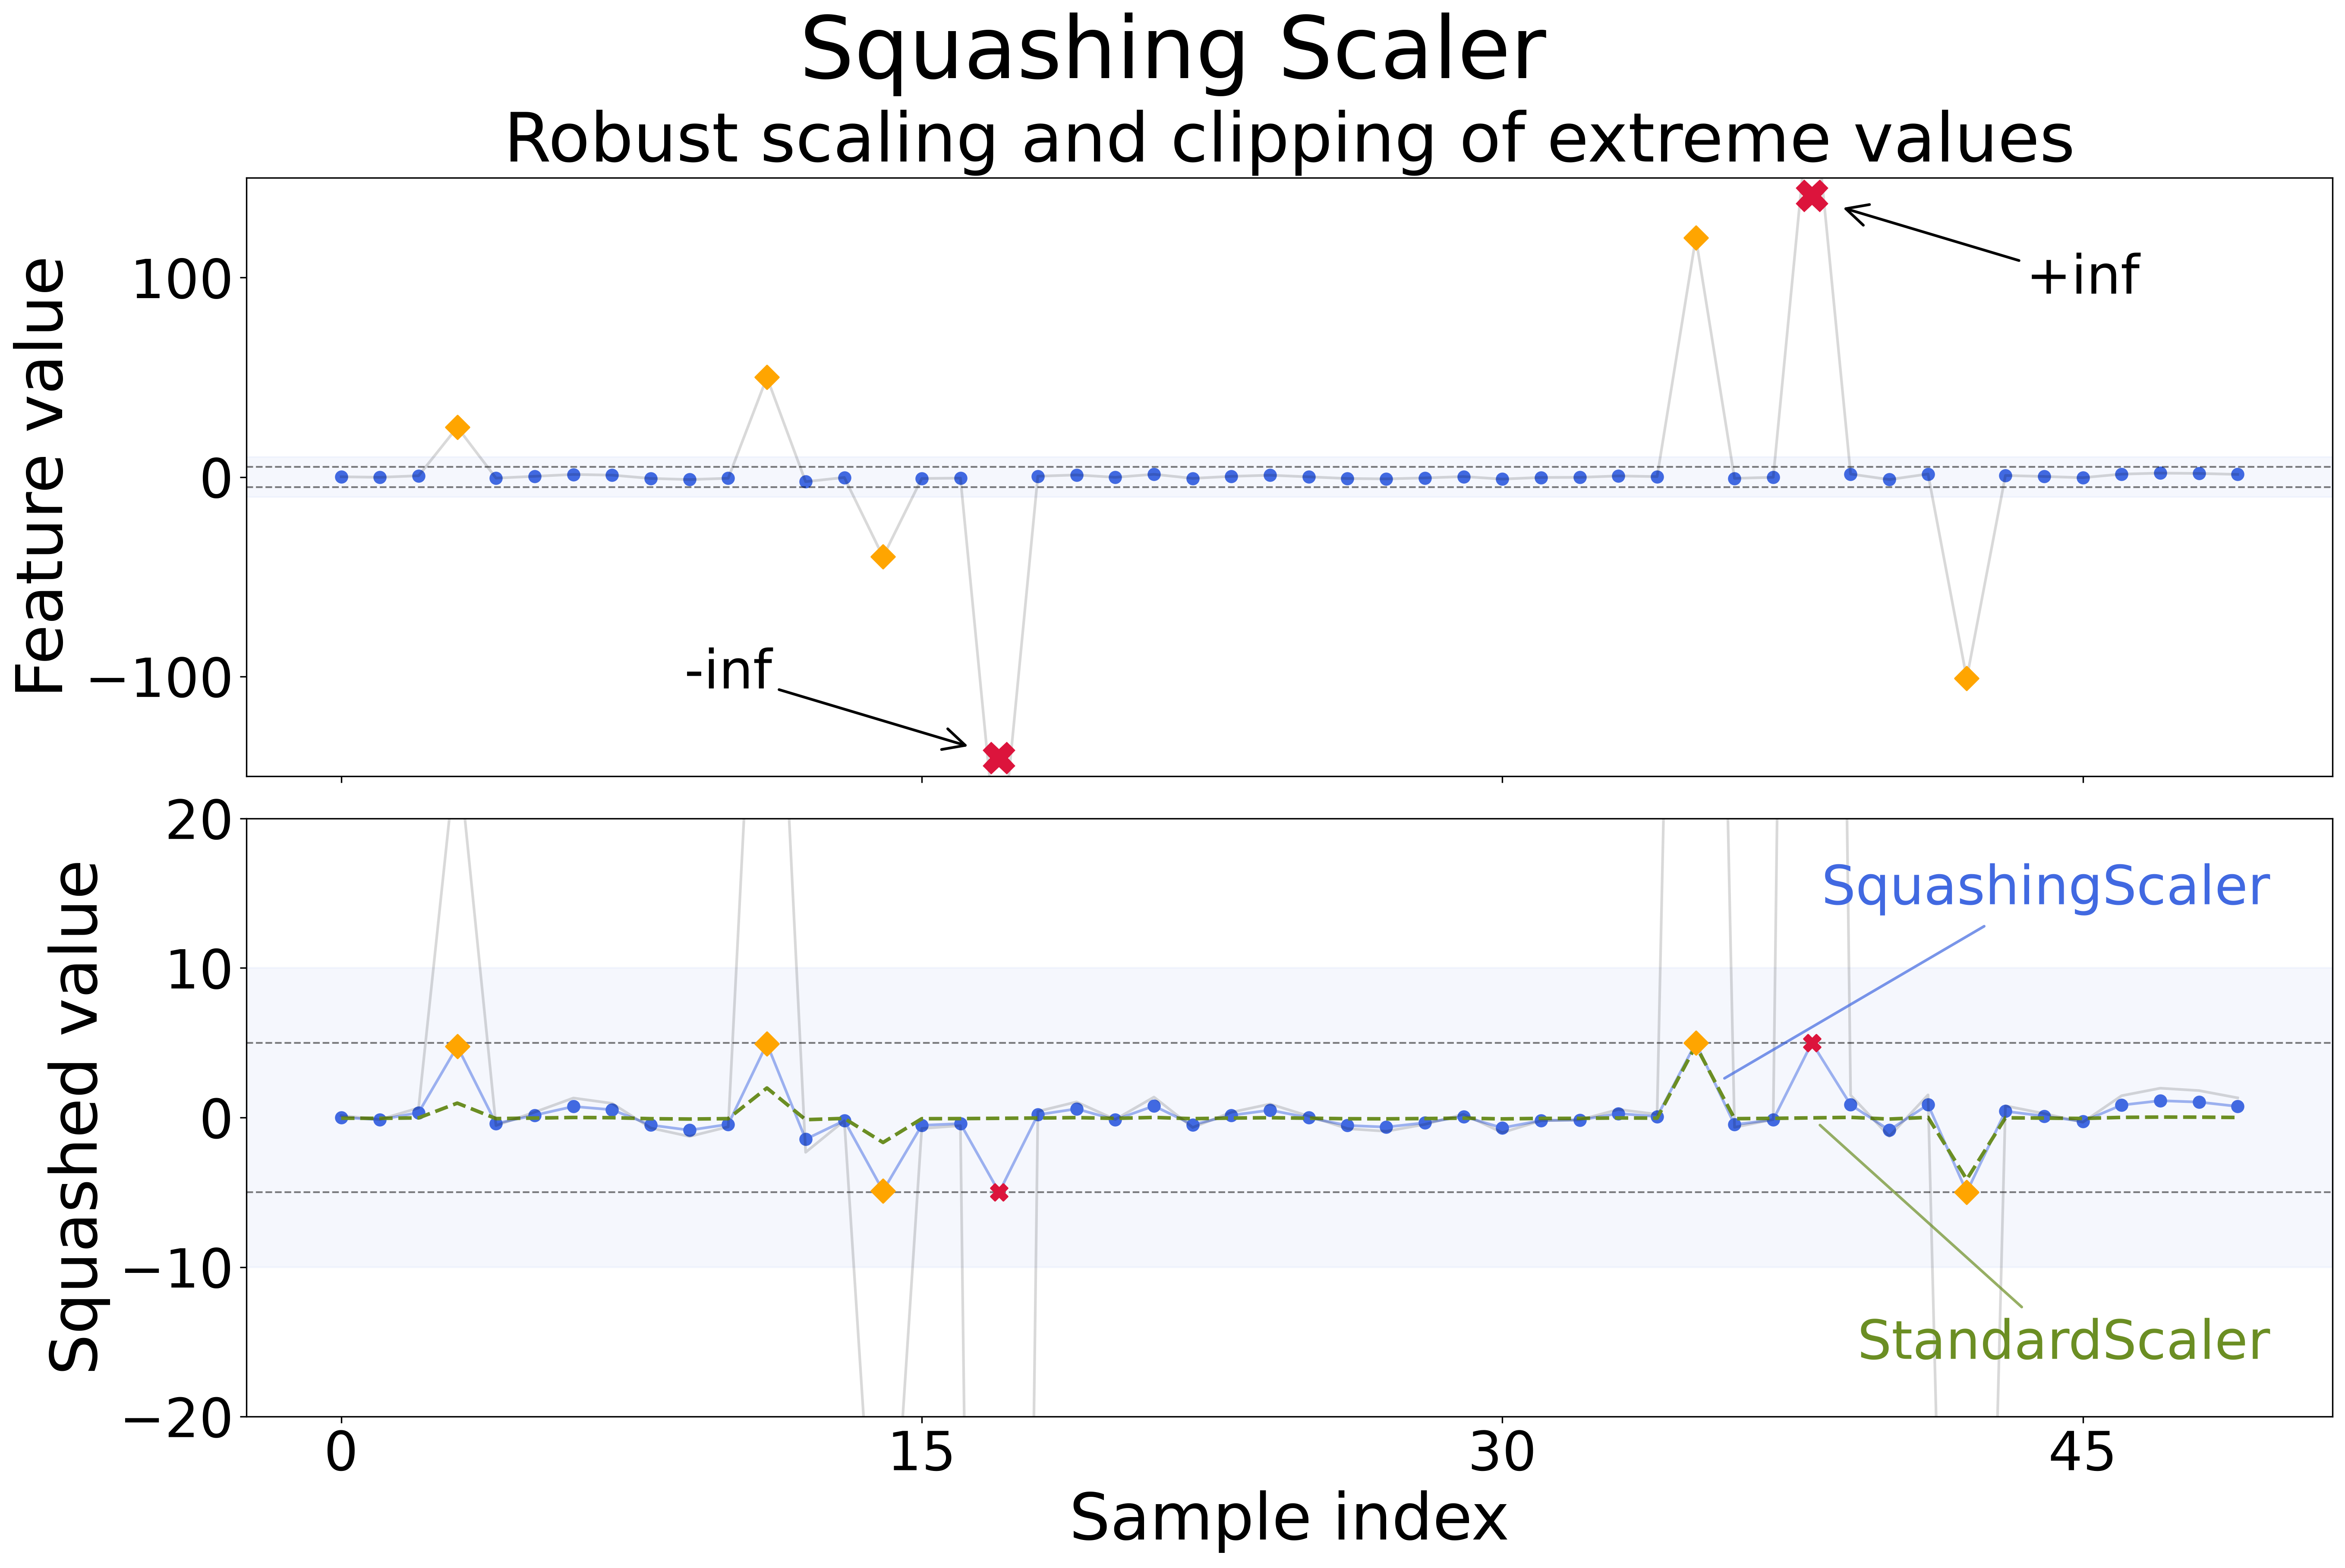 Squashing Scaler
Robust scaling and clipping of extreme values
Feature value
100
0
−100
+inf
-inf
Squashed value
20
10
0
−10
−20
SquashingScaler
StandardScaler
0 15 30 45
Sample index